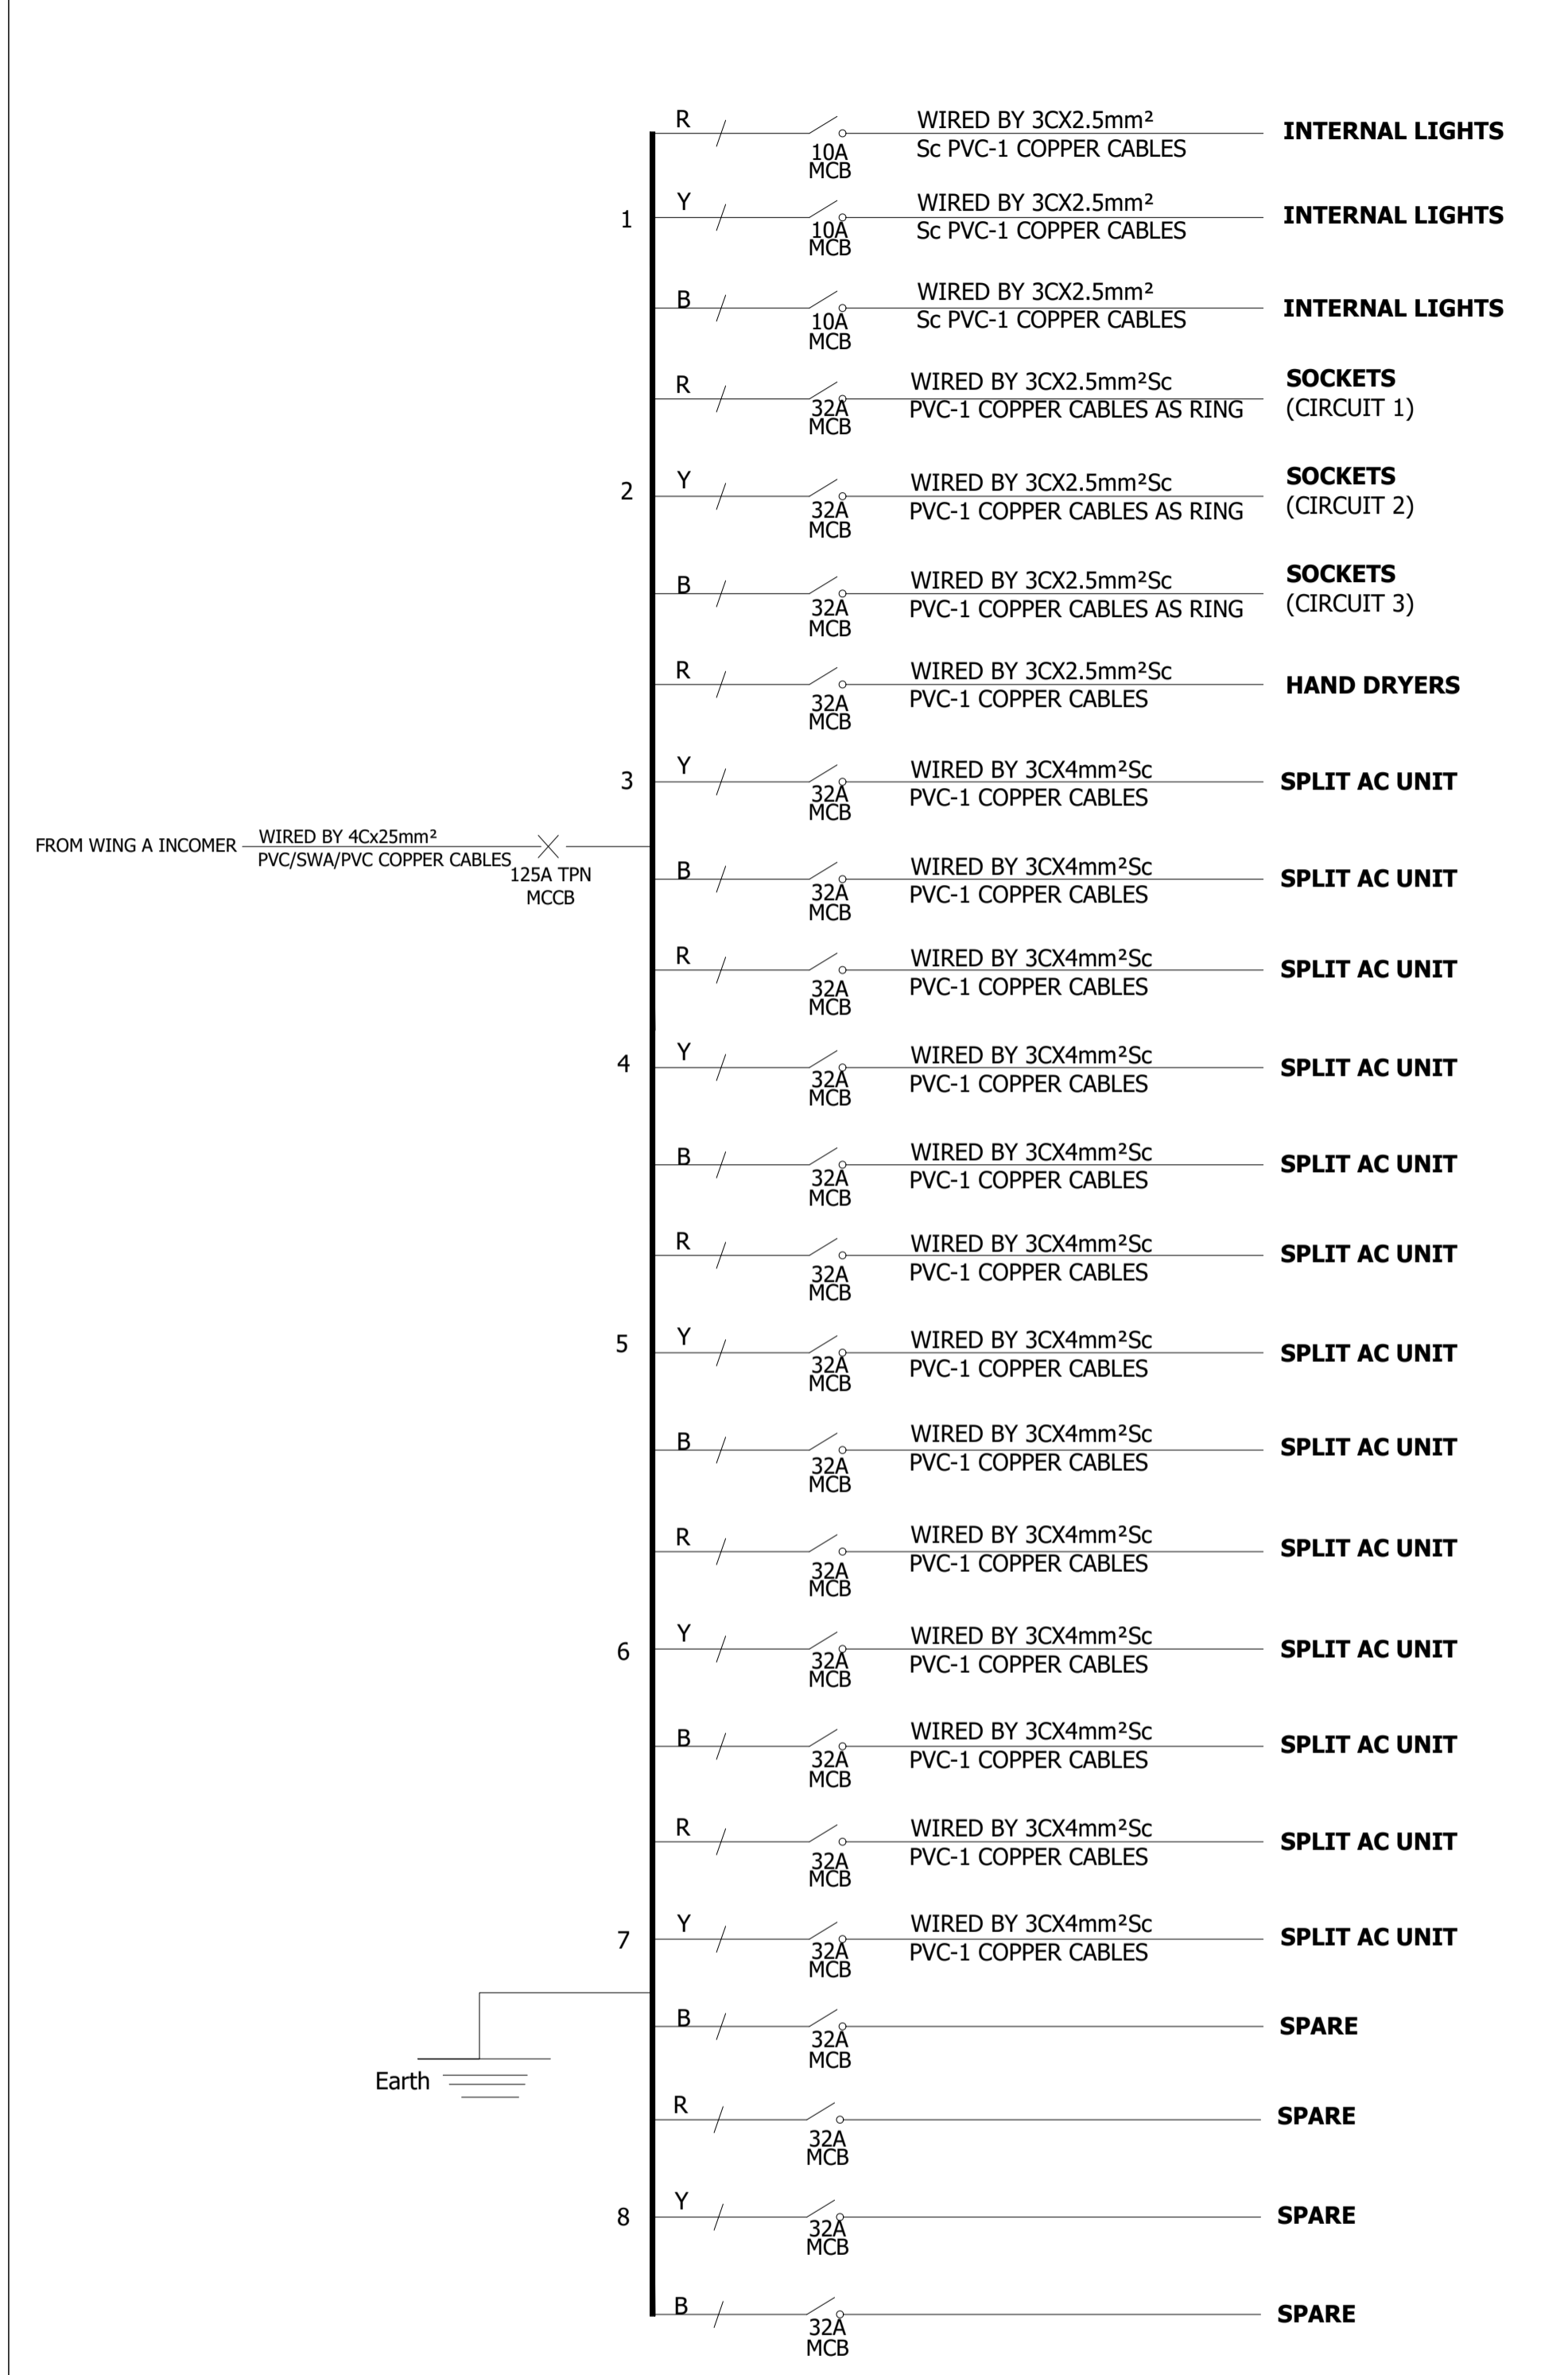 R
WIRED BY 3CX2.5mm²
INTERNAL LIGHTS
10A
MCB
Sc PVC-1 COPPER CABLES
1
Y
WIRED BY 3CX2.5mm²
INTERNAL LIGHTS
10A
MCB
Sc PVC-1 COPPER CABLES
B
WIRED BY 3CX2.5mm²
INTERNAL LIGHTS
10A
MCB
Sc PVC-1 COPPER CABLES
R
WIRED BY 3CX2.5mm²Sc
SOCKETS
32A
MCB
PVC-1 COPPER CABLES AS RING
(CIRCUIT 1)
2
Y
WIRED BY 3CX2.5mm²Sc
SOCKETS
32A
MCB
PVC-1 COPPER CABLES AS RING
(CIRCUIT 2)
B
WIRED BY 3CX2.5mm²Sc
SOCKETS
32A
MCB
PVC-1 COPPER CABLES AS RING
(CIRCUIT 3)
R
WIRED BY 3CX2.5mm²Sc
HAND DRYERS
32A
MCB
PVC-1 COPPER CABLES
3
Y
WIRED BY 3CX4mm²Sc
SPLIT AC UNIT
32A
MCB
PVC-1 COPPER CABLES
FROM WING A INCOMER
WIRED BY 4Cx25mm²
PVC/SWA/PVC COPPER CABLES
125A TPN
MCCB
B
WIRED BY 3CX4mm²Sc
SPLIT AC UNIT
32A
MCB
PVC-1 COPPER CABLES
R
WIRED BY 3CX4mm²Sc
SPLIT AC UNIT
32A
MCB
PVC-1 COPPER CABLES
4
Y
WIRED BY 3CX4mm²Sc
SPLIT AC UNIT
32A
MCB
PVC-1 COPPER CABLES
B
WIRED BY 3CX4mm²Sc
SPLIT AC UNIT
32A
MCB
PVC-1 COPPER CABLES
R
WIRED BY 3CX4mm²Sc
SPLIT AC UNIT
32A
MCB
PVC-1 COPPER CABLES
5
Y
WIRED BY 3CX4mm²Sc
SPLIT AC UNIT
32A
MCB
PVC-1 COPPER CABLES
B
WIRED BY 3CX4mm²Sc
SPLIT AC UNIT
32A
MCB
PVC-1 COPPER CABLES
R
WIRED BY 3CX4mm²Sc
SPLIT AC UNIT
32A
MCB
PVC-1 COPPER CABLES
6
Y
WIRED BY 3CX4mm²Sc
SPLIT AC UNIT
32A
MCB
PVC-1 COPPER CABLES
B
WIRED BY 3CX4mm²Sc
SPLIT AC UNIT
32A
MCB
PVC-1 COPPER CABLES
R
WIRED BY 3CX4mm²Sc
SPLIT AC UNIT
32A
MCB
PVC-1 COPPER CABLES
7
Y
WIRED BY 3CX4mm²Sc
SPLIT AC UNIT
32A
MCB
PVC-1 COPPER CABLES
B
32A
MCB
SPARE
Earth
R
32A
MCB
SPARE
8
Y
32A
MCB
SPARE
B
32A
MCB
SPARE